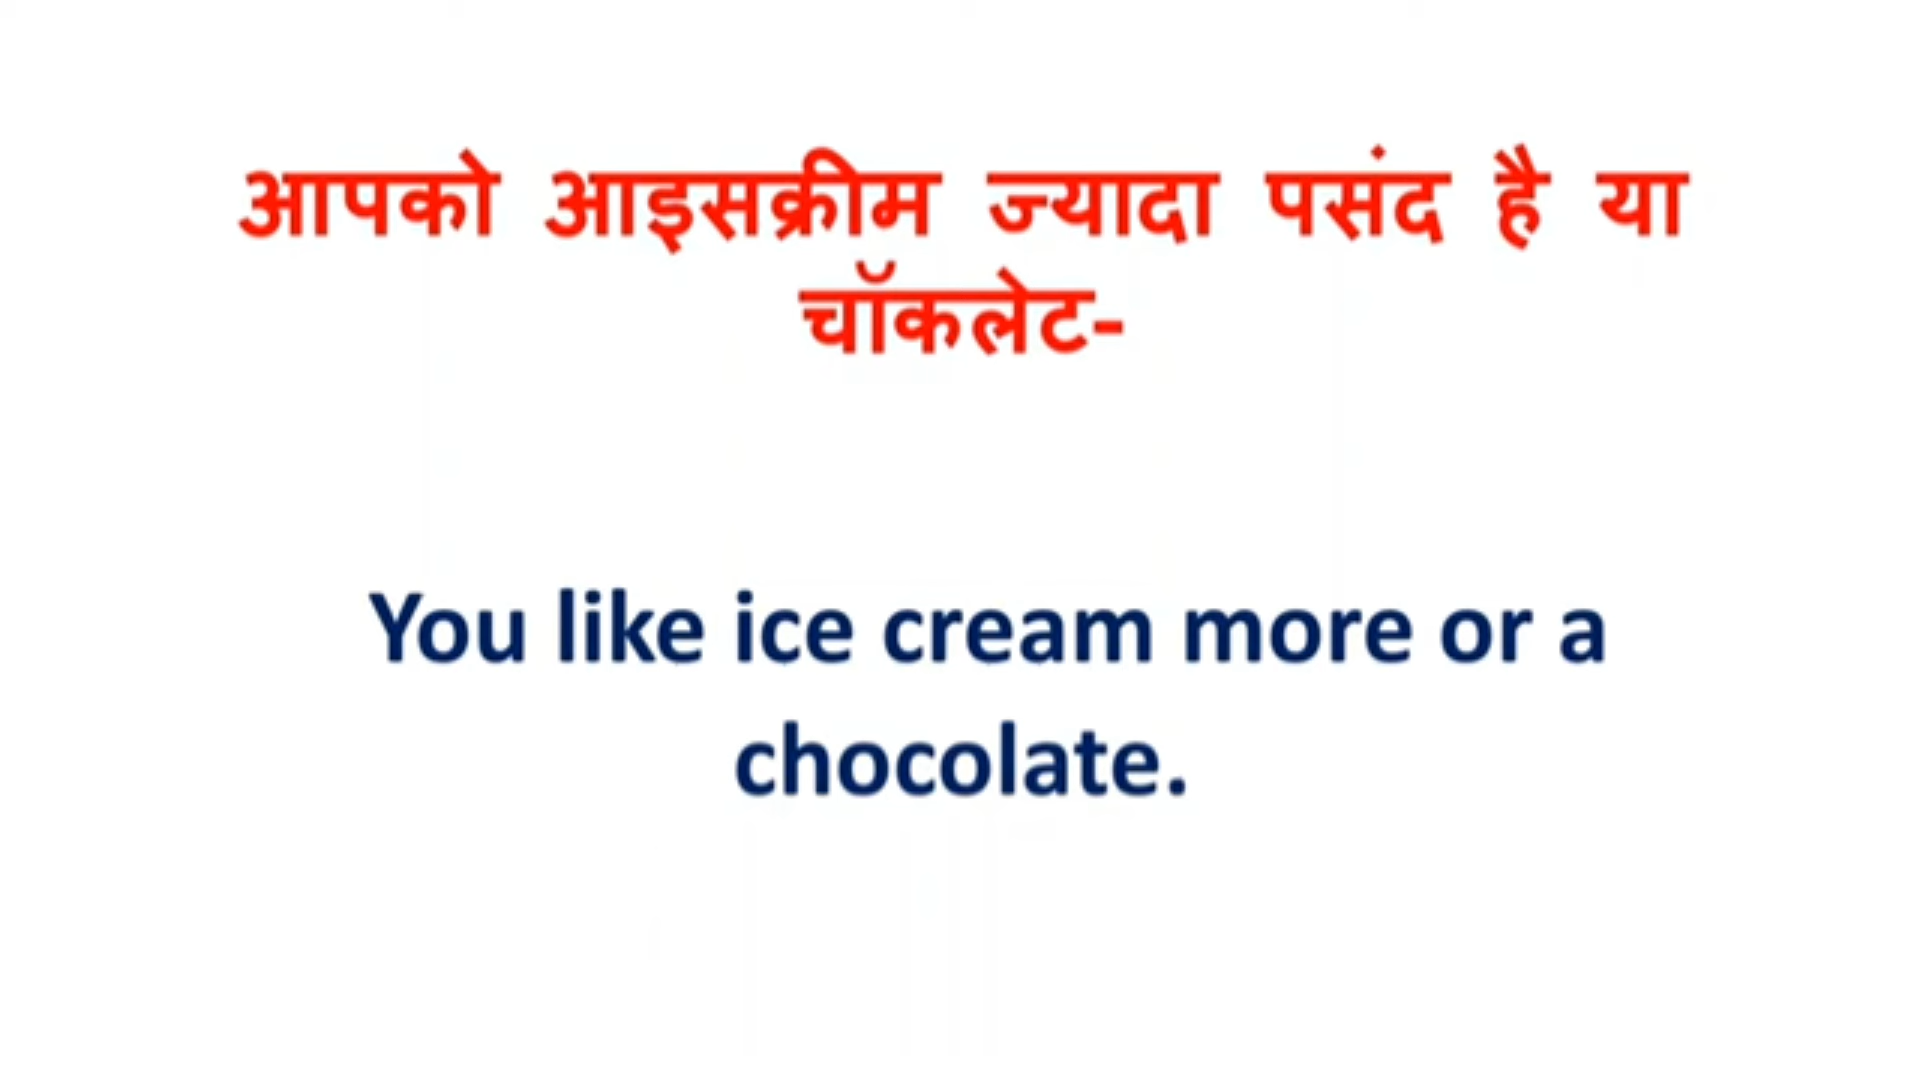 आपको आइसक्रीम ज्यादा पसंद है या
चॉकलेट-
You like ice cream more or a
chocolate.